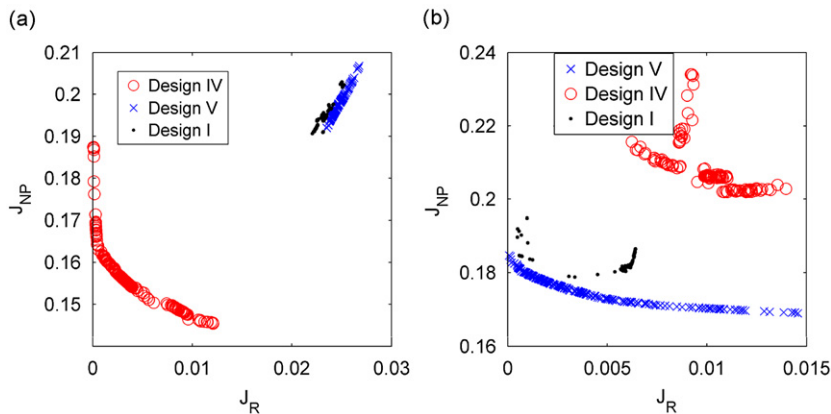 (a)
0.21
0.2
0.19
0.18
0.17
0.16
0.15
J_NP
0 0.01 0.02 0.03
J_R
Design IV
Design V
Design I
(b)
0.24
0.22
0.2
0.18
0.16
J_NP
0 0.005 0.01 0.015
J_R
Design V
Design IV
Design I